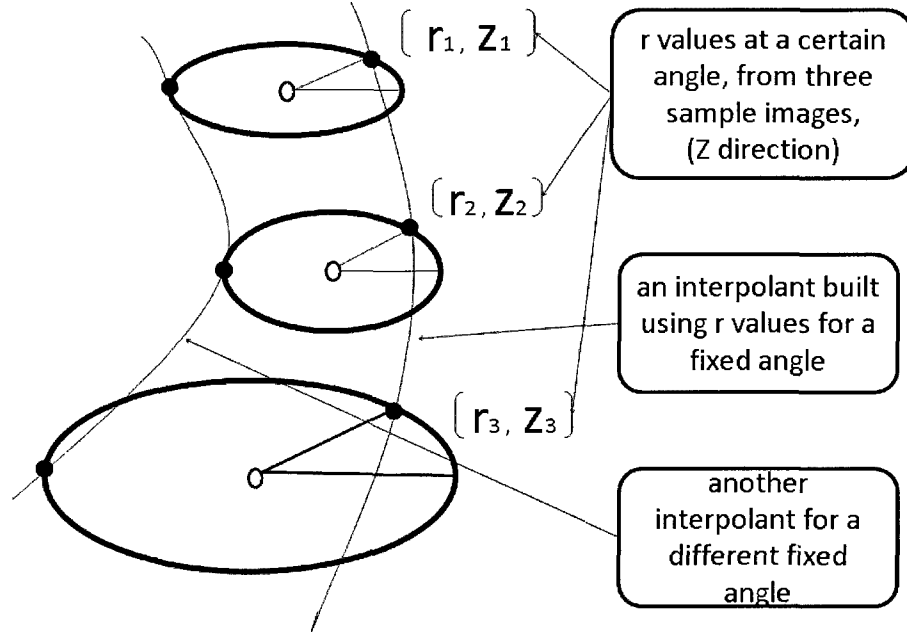 [r₁, z₁]
r values at a certain
angle, from three
sample images,
(Z direction)
[r₂, z₂]
an interpolant built
using r values for a
fixed angle
[r₃, z₃]
another
interpolant for a
different fixed
angle